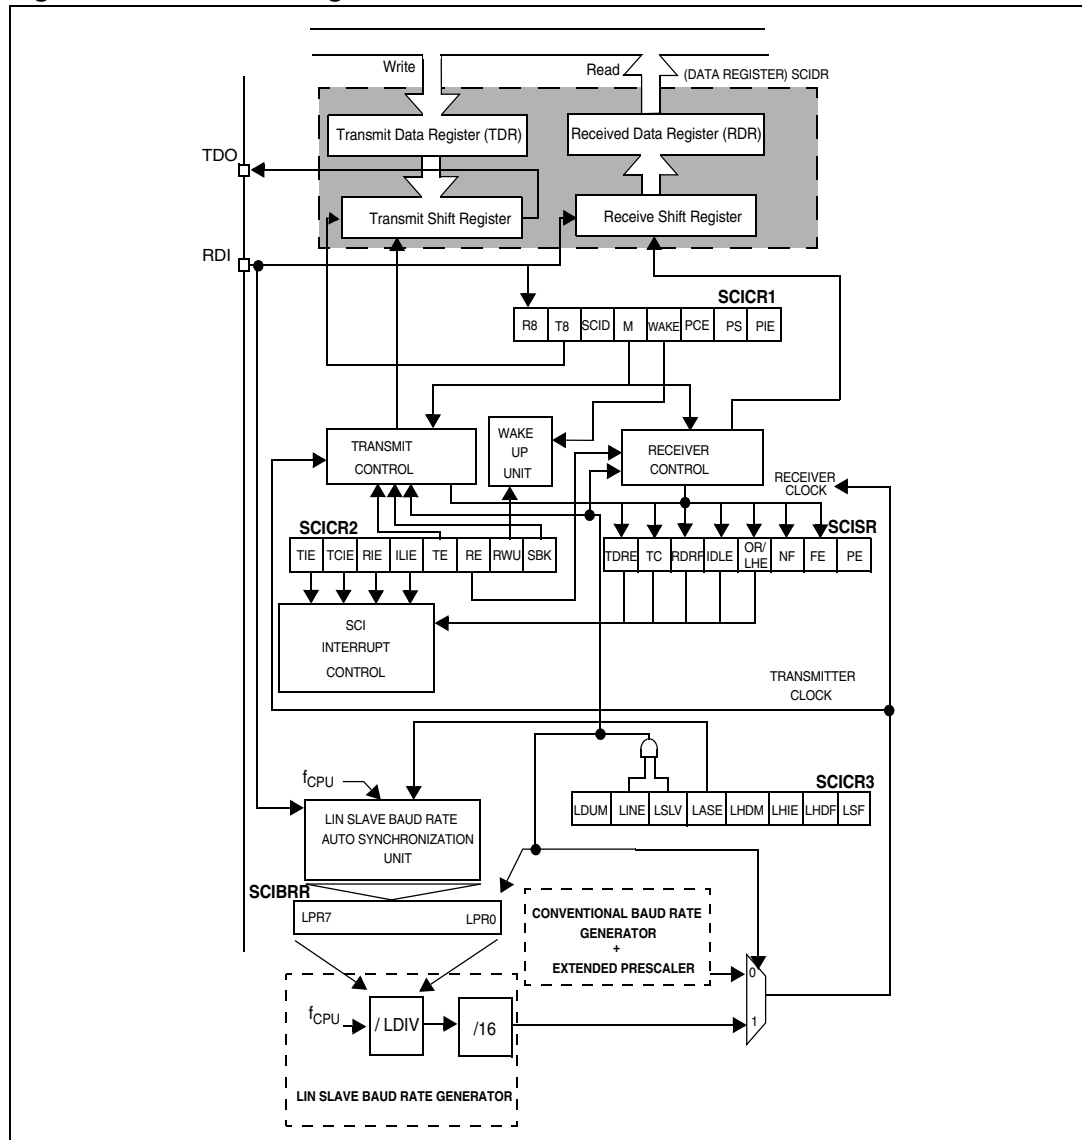 Write
Read
(DATA REGISTER) SCIDR
Transmit Data Register (TDR)
Received Data Register (RDR)
TDO
Transmit Shift Register
Receive Shift Register
RDI
SCICR1
R8 T8 SCID M WAKE PCE PS PIE
TRANSMIT
CONTROL
WAKE
UP
UNIT
RECEIVER
CONTROL
RECEIVER
CLOCK
SCICR2
SCISR
TIE TCIE RIE ILIE TE RE RWU SBK
TDRE TC RDRF IDLE OR/
LHE NF FE PE
SCI
INTERRUPT
CONTROL
TRANSMITTER
CLOCK
fCPU
SCICR3
LDUM LINE LSLV LASE LHDM LHIE LHDF LSF
LIN SLAVE BAUD RATE
AUTO SYNCHRONIZATION
UNIT
SCIBRR
LPR7 LPR0
CONVENTIONAL BAUD RATE
GENERATOR
+
EXTENDED PRESCALER
0
1
fCPU
/ LDIV
/16
LIN SLAVE BAUD RATE GENERATOR